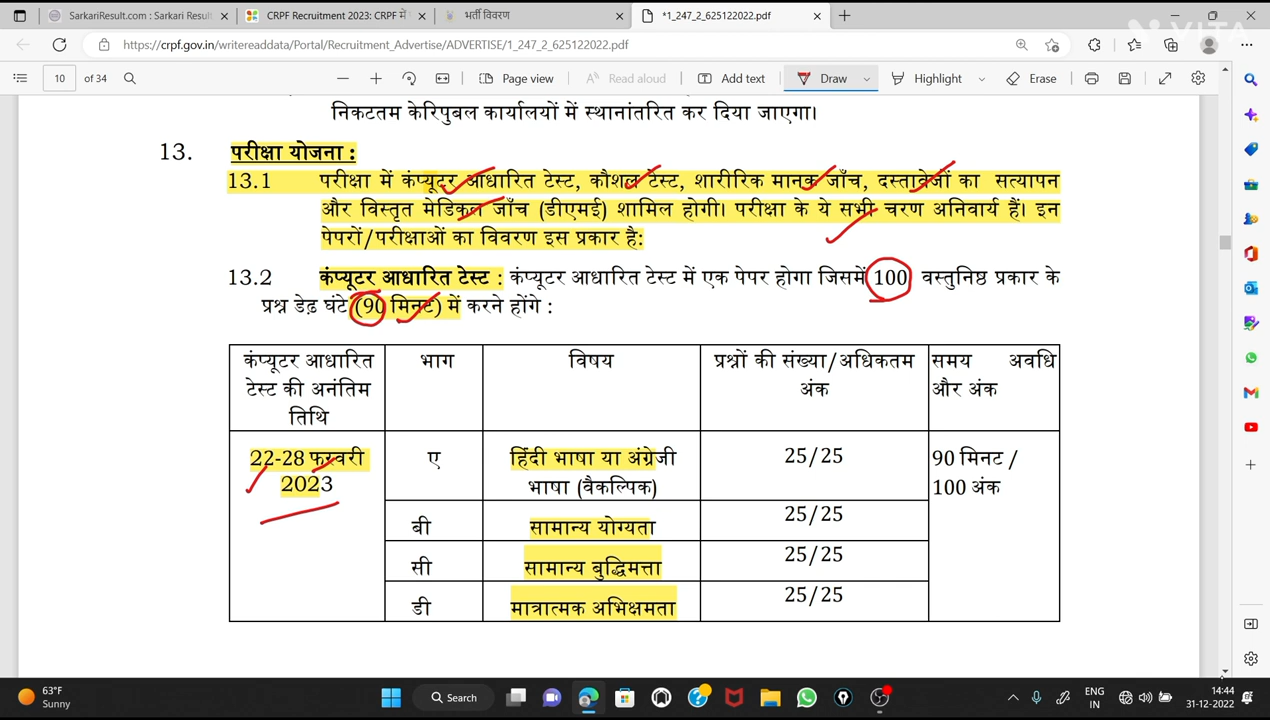 SarkariResult.com : Sarkari Resul
CRPF Recruitment 2023: CRPF में
भर्ती विवरण
*1_247_2_625122022.pdf
VITA
https://crpf.gov.in/writereaddata/Portal/Recruitment_Advertise/ADVERTISE/1_247_2_625122022.pdf
10 of 34
Page view
Read aloud
Add text
Draw
Highlight
Erase
निकटतम केरिपुबल कार्यालयों में स्थानांतरित कर दिया जाएगा।
13. परीक्षा योजना :
13.1 परीक्षा में कंप्यूटर आधारित टेस्ट, कौशल टेस्ट, शारीरिक मानक जाँच, दस्तावेजों का सत्यापन
और विस्तृत मेडिकल जाँच (डीएमई) शामिल होगी। परीक्षा के ये सभी चरण अनिवार्य हैं। इन
पेपरों/परीक्षाओं का विवरण इस प्रकार है:
13.2 कंप्यूटर आधारित टेस्ट : कंप्यूटर आधारित टेस्ट में एक पेपर होगा जिसमें 100 वस्तुनिष्ठ प्रकार के
प्रश्न डेढ़ घंटे (90 मिनट) में करने होंगे :
कंप्यूटर आधारित
टेस्ट की अनंतिम
तिथि
भाग
विषय
प्रश्नों की संख्या/अधिकतम
अंक
समय अवधि
और अंक
22-28 फरवरी
2023
ए
हिंदी भाषा या अंग्रेजी
भाषा (वैकल्पिक)
25/25
90 मिनट /
100 अंक
बी
सामान्य योग्यता
25/25
सी
सामान्य बुद्धिमत्ता
25/25
डी
मात्रात्मक अभिक्षमता
25/25
63°F
Sunny
Search
ENG
IN
14:44
31-12-2022